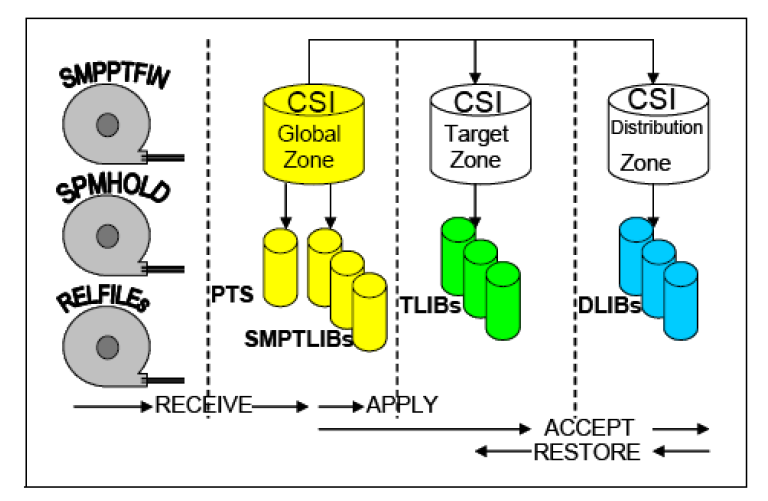 SMPPTFIN
SPMHOLD
RELFILEs
CSI
Global
Zone
PTS
SMPTLIBs
CSI
Target
Zone
TLIBs
CSI
Distribution
Zone
DLIBs
RECEIVE
APPLY
ACCEPT
RESTORE